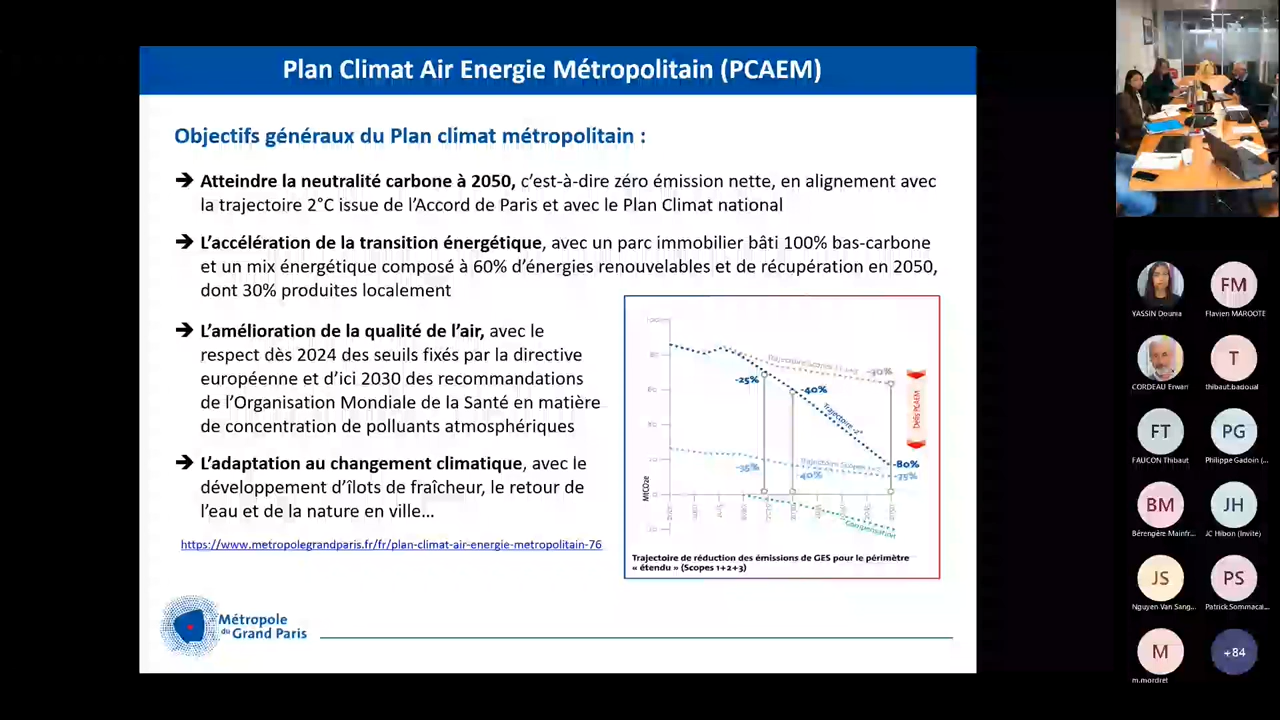 Plan Climat Air Energie Métropolitain (PCAEM)
Objectifs généraux du Plan climat métropolitain :
➔ Atteindre la neutralité carbone à 2050, c’est-à-dire zéro émission nette, en alignement avec
la trajectoire 2°C issue de l’Accord de Paris et avec le Plan Climat national
➔ L’accélération de la transition énergétique, avec un parc immobilier bâti 100% bas-carbone
et un mix énergétique composé à 60% d’énergies renouvelables et de récupération en 2050,
dont 30% produites localement
➔ L’amélioration de la qualité de l’air, avec le
respect dès 2024 des seuils fixés par la directive
européenne et d’ici 2030 des recommandations
de l’Organisation Mondiale de la Santé en matière
de concentration de polluants atmosphériques
➔ L’adaptation au changement climatique, avec le
développement d’îlots de fraîcheur, le retour de
l’eau et de la nature en ville…
https://www.metropolegrandparis.fr/fr/plan-climat-air-energie-metropolitain-76
-25%
-40%
-30%
Trajectoire 2°
Défis PCAEM
-80%
-75%
-35%
-40%
Compensation
MtCO2e
Trajectoire de réduction des émissions de GES pour le périmètre
« étendu » (Scopes 1+2+3)
Métropole
du Grand Paris
YASSIN Dounia
FM
Flavien MAROOTE
CORDEAU Erwan
T
thibaut.badoual
FT
FAUCON Thibaut
PG
Philippe Gadoin (...
BM
Bérengère Mainfr...
JH
JC Hibon (Invité)
JS
Nguyen Van Sang...
PS
Patrick.Sommacal...
M
m.mordret
+84